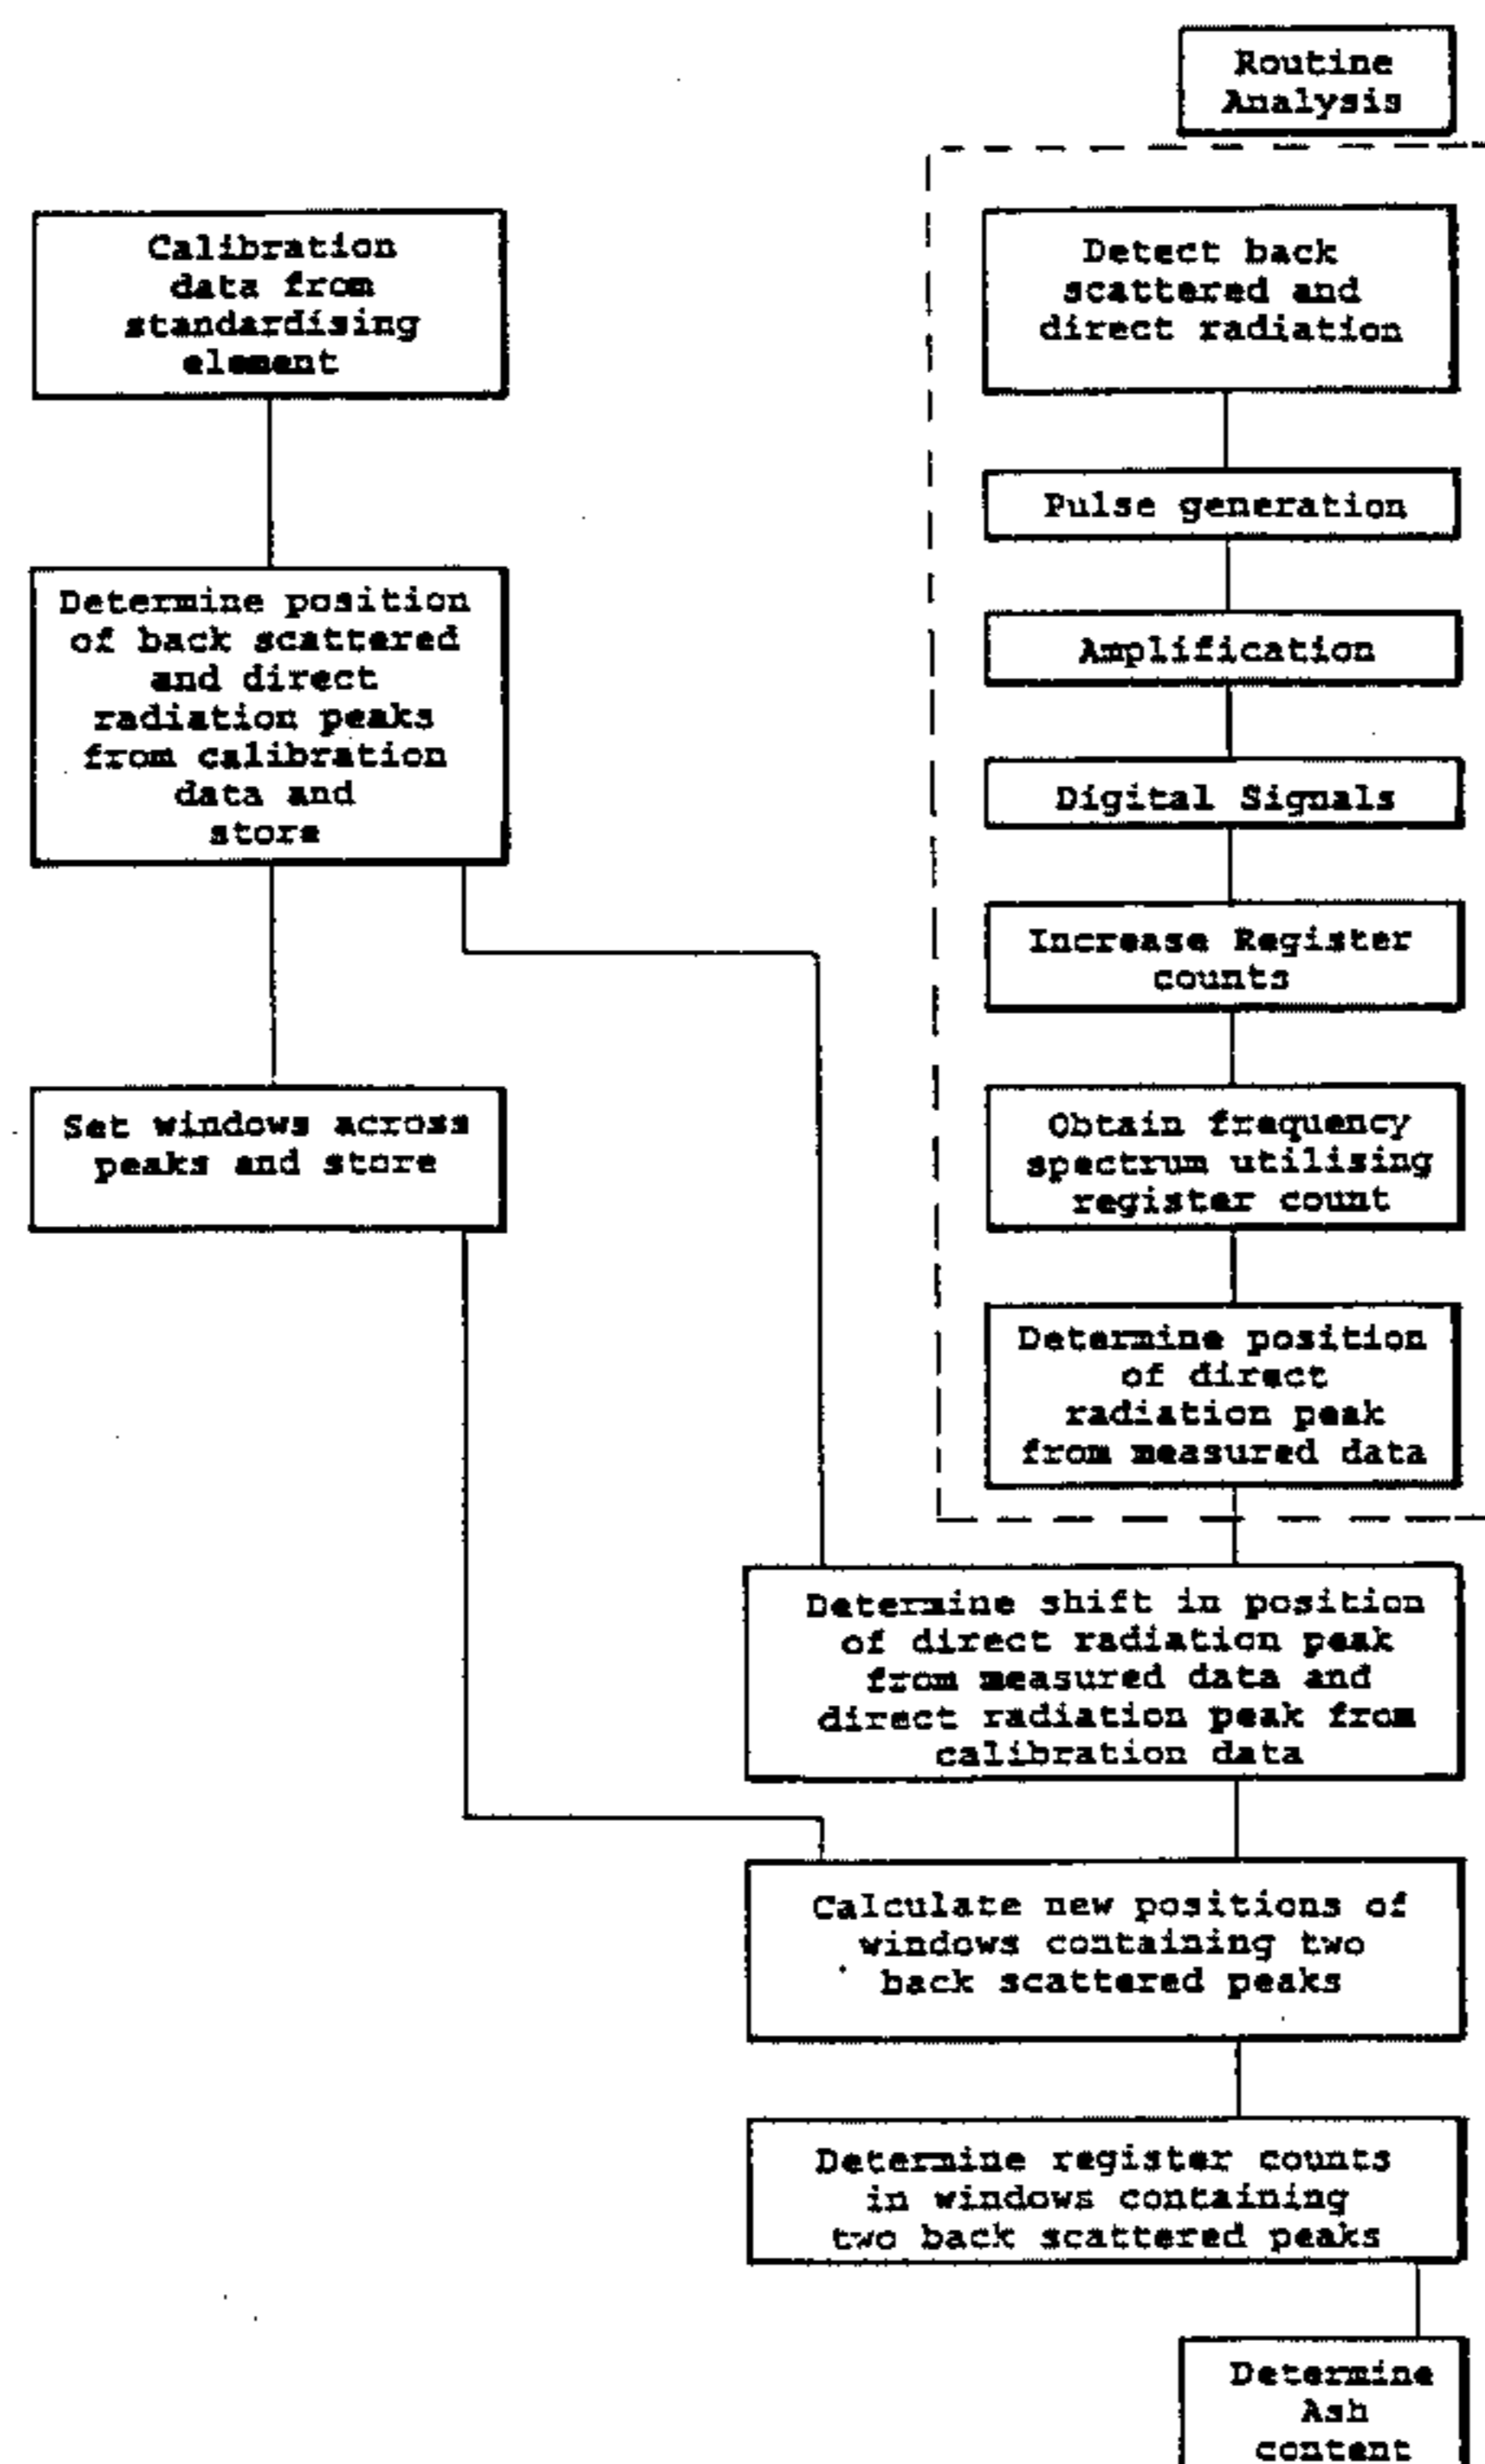 Routine
Analysis
Calibration
data from
standardising
element
Detect back
scattered and
direct radiation
Pulse generation
Determine position
of back scattered
and direct
radiation peaks
from calibration
data and
store
Amplification
Digital Signals
Increase Register
counts
Set windows across
peaks and store
Obtain frequency
spectrum utilising
register count
Determine position
of direct
radiation peak
from measured data
Determine shift in position
of direct radiation peak
from measured data and
direct radiation peak from
calibration data
Calculate new positions of
windows containing two
back scattered peaks
Determine register counts
in windows containing
two back scattered peaks
Determine
Ash
content